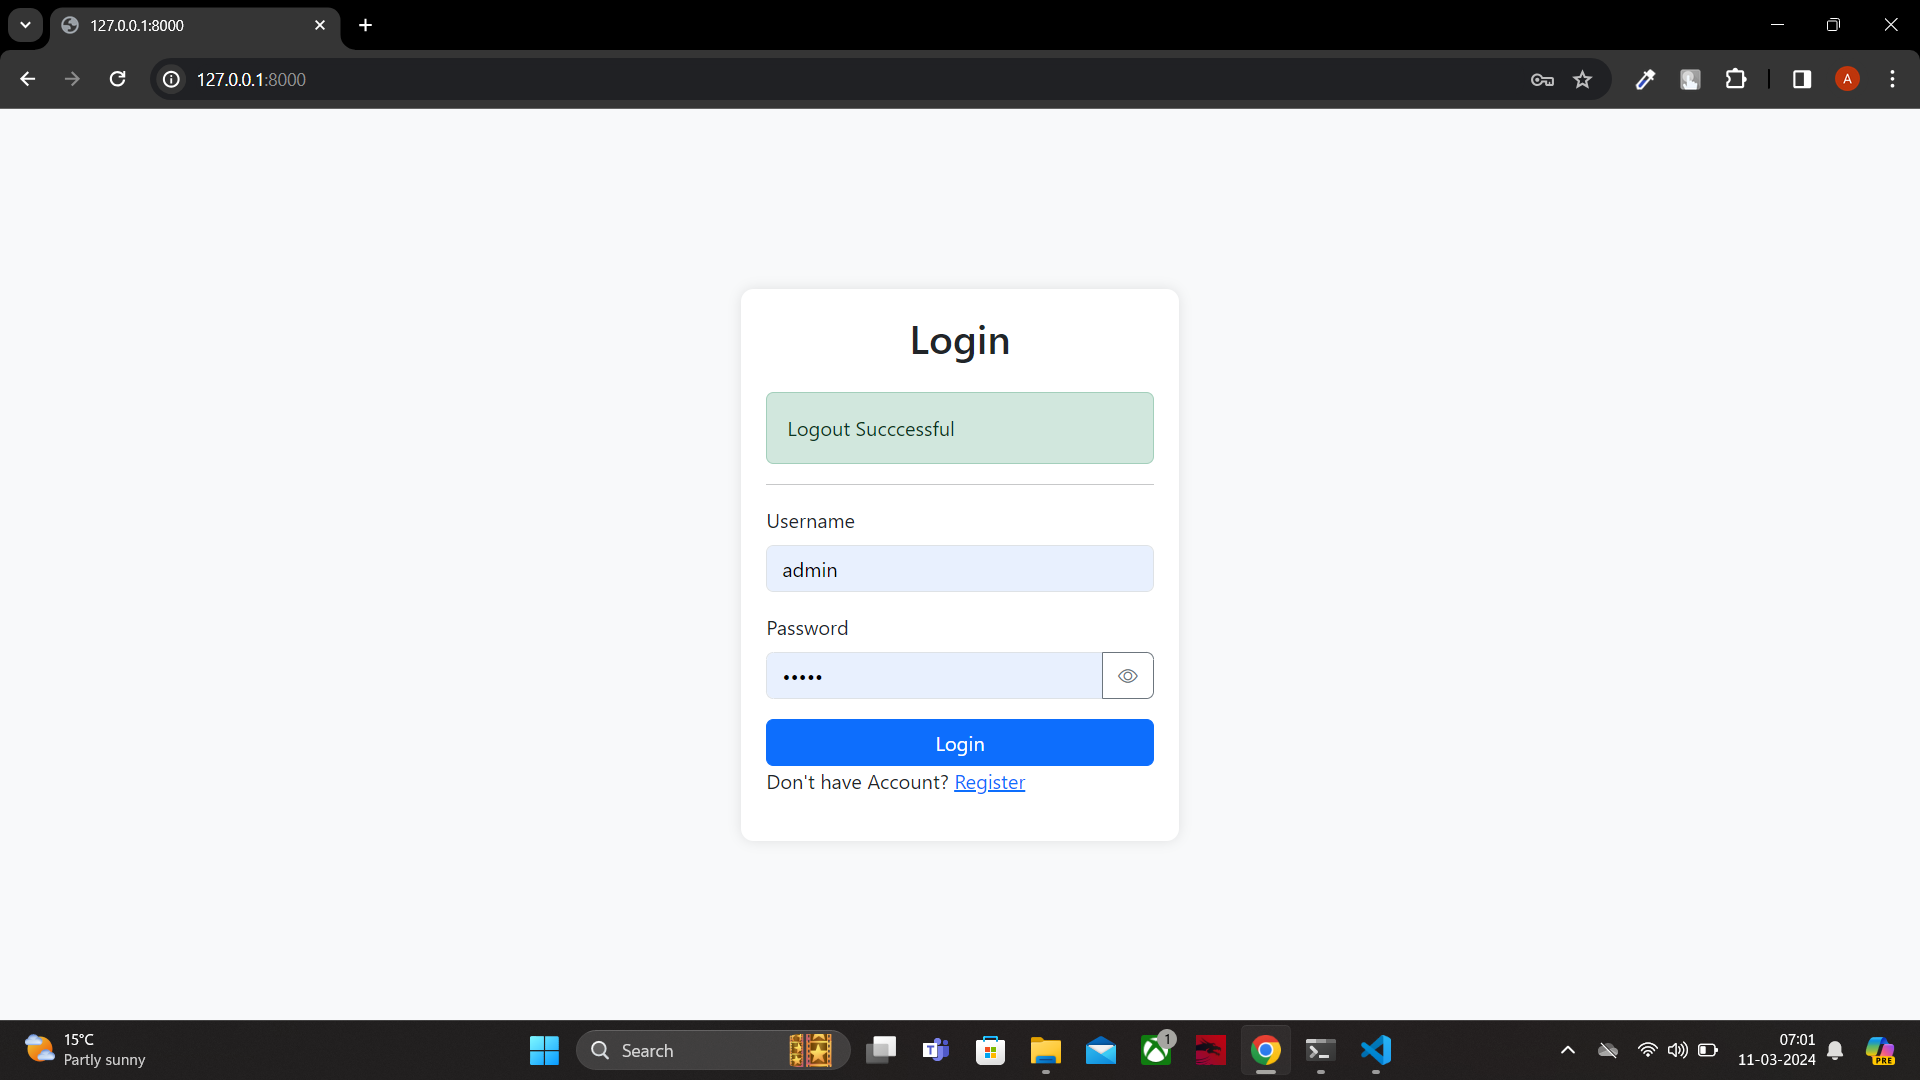 127.0.0.1:8000
127.0.0.1:8000
A
Login
Logout Succcessful
Username
admin
Password
Login
Don't have Account? Register
15°C
Partly sunny
Search
1
07:01
11-03-2024
PRE